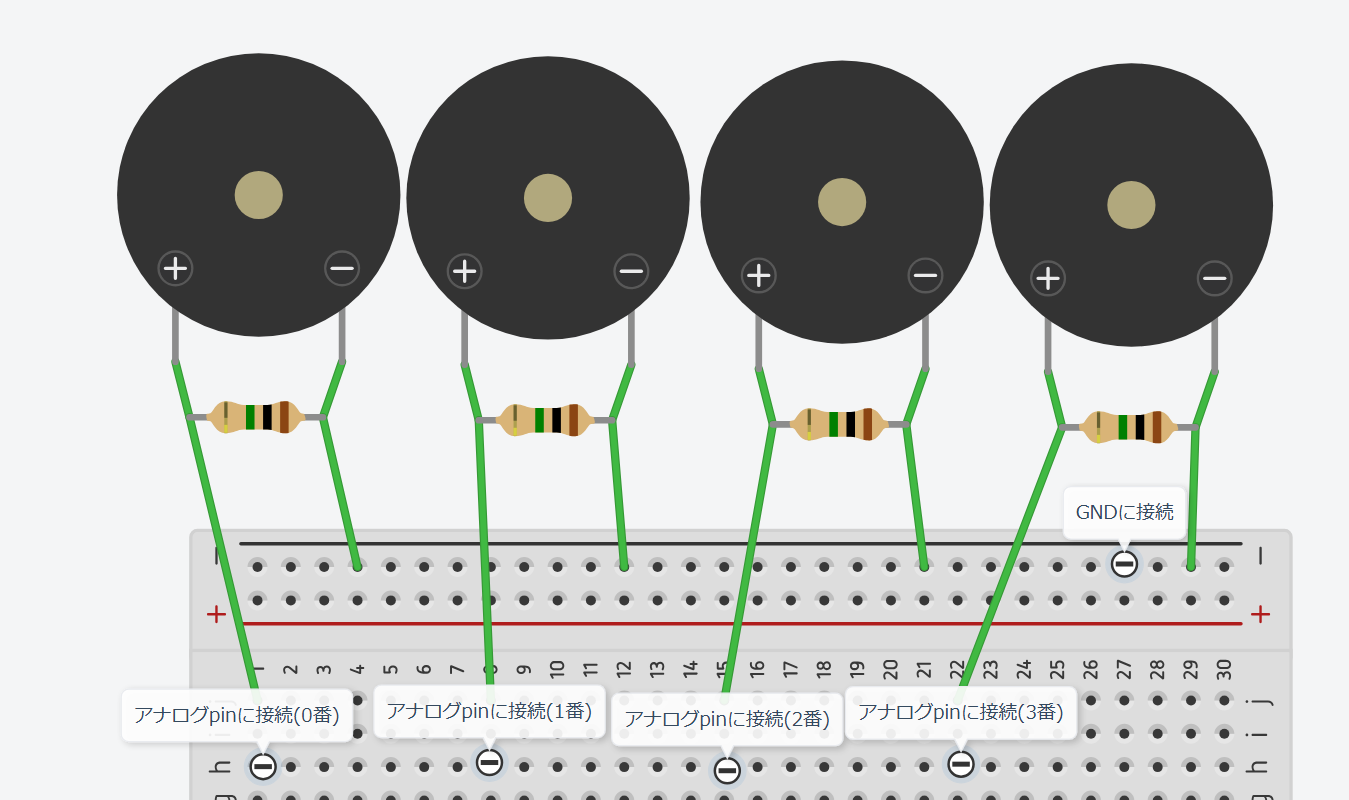 + −
+ −
+ −
+ −
GNDに接続
− −
+ +
1 2 3 4 5 6 7 8 9 10 11 12 13 14 15 16 17 18 19 20 21 22 23 24 25 26 27 28 29 30
アナログpinに接続(0番)
アナログpinに接続(1番)
アナログpinに接続(2番)
アナログpinに接続(3番)
j
i
h h